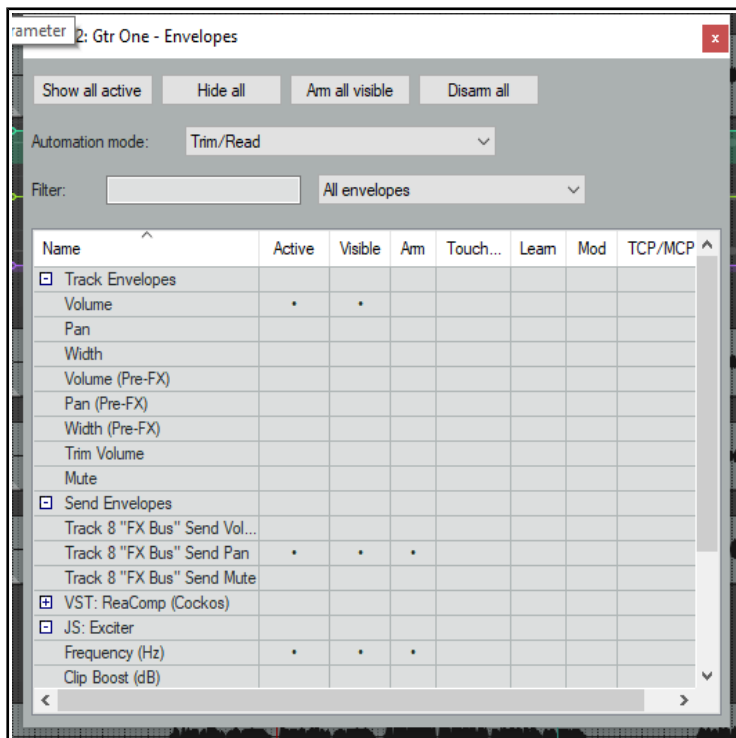 rameter
2: Gtr One - Envelopes
x
Show all active Hide all Arm all visible Disarm all
Automation mode: Trim/Read
Filter: All envelopes
Name Active Visible Arm Touch... Learn Mod TCP/MCP
Track Envelopes
Volume
Pan
Width
Volume (Pre-FX)
Pan (Pre-FX)
Width (Pre-FX)
Trim Volume
Mute
Send Envelopes
Track 8 "FX Bus" Send Vol...
Track 8 "FX Bus" Send Pan
Track 8 "FX Bus" Send Mute
VST: ReaComp (Cockos)
JS: Exciter
Frequency (Hz)
Clip Boost (dB)